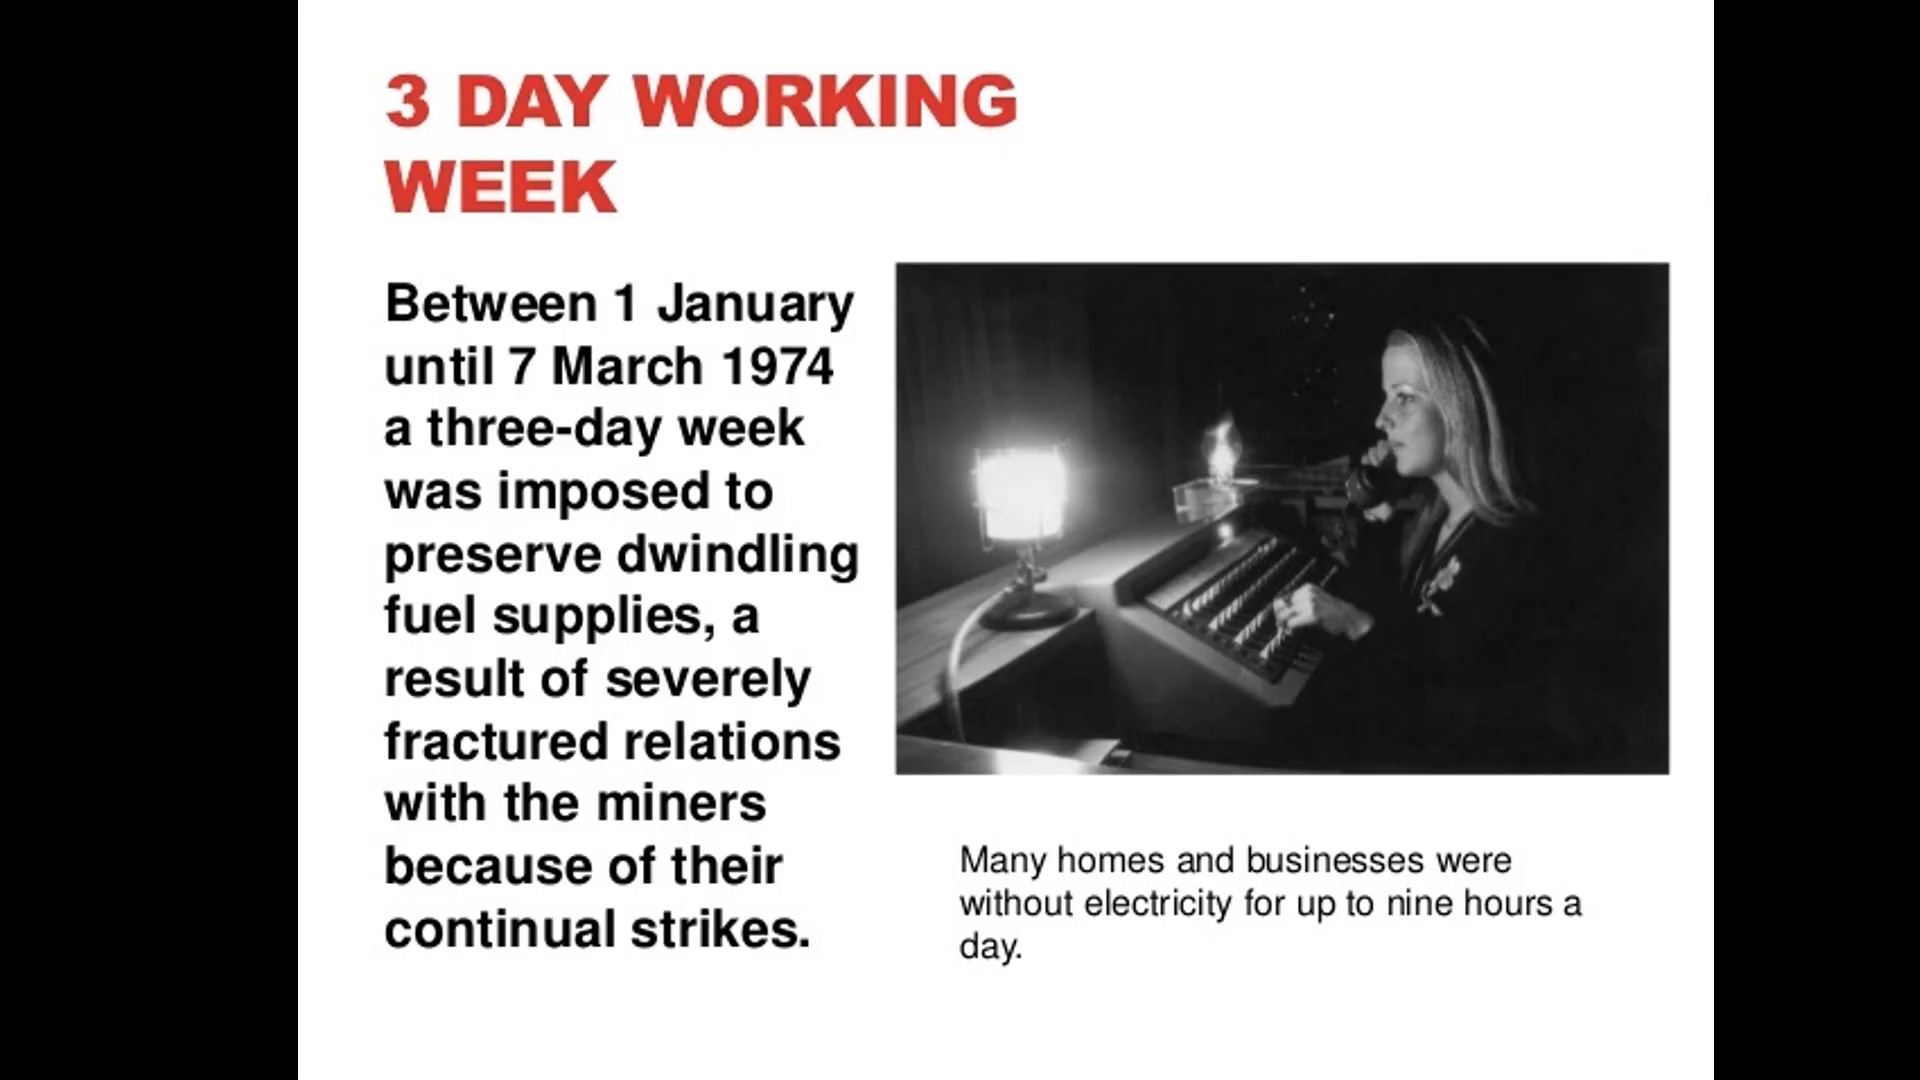 3 DAY WORKING
WEEK
Between 1 January
until 7 March 1974
a three-day week
was imposed to
preserve dwindling
fuel supplies, a
result of severely
fractured relations
with the miners
because of their
continual strikes.
Many homes and businesses were
without electricity for up to nine hours a
day.